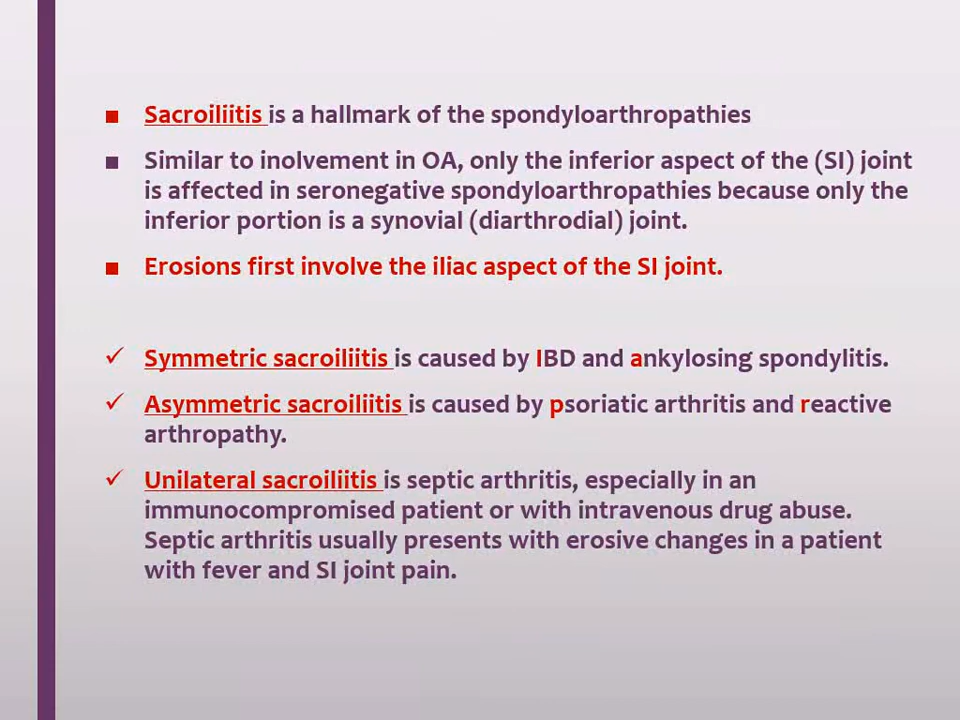 Sacroiliitis is a hallmark of the spondyloarthropathies
Similar to inolvement in OA, only the inferior aspect of the (SI) joint
is affected in seronegative spondyloarthropathies because only the
inferior portion is a synovial (diarthrodial) joint.
Erosions first involve the iliac aspect of the SI joint.
Symmetric sacroiliitis is caused by IBD and ankylosing spondylitis.
Asymmetric sacroiliitis is caused by psoriatic arthritis and reactive
arthropathy.
Unilateral sacroiliitis is septic arthritis, especially in an
immunocompromised patient or with intravenous drug abuse.
Septic arthritis usually presents with erosive changes in a patient
with fever and SI joint pain.